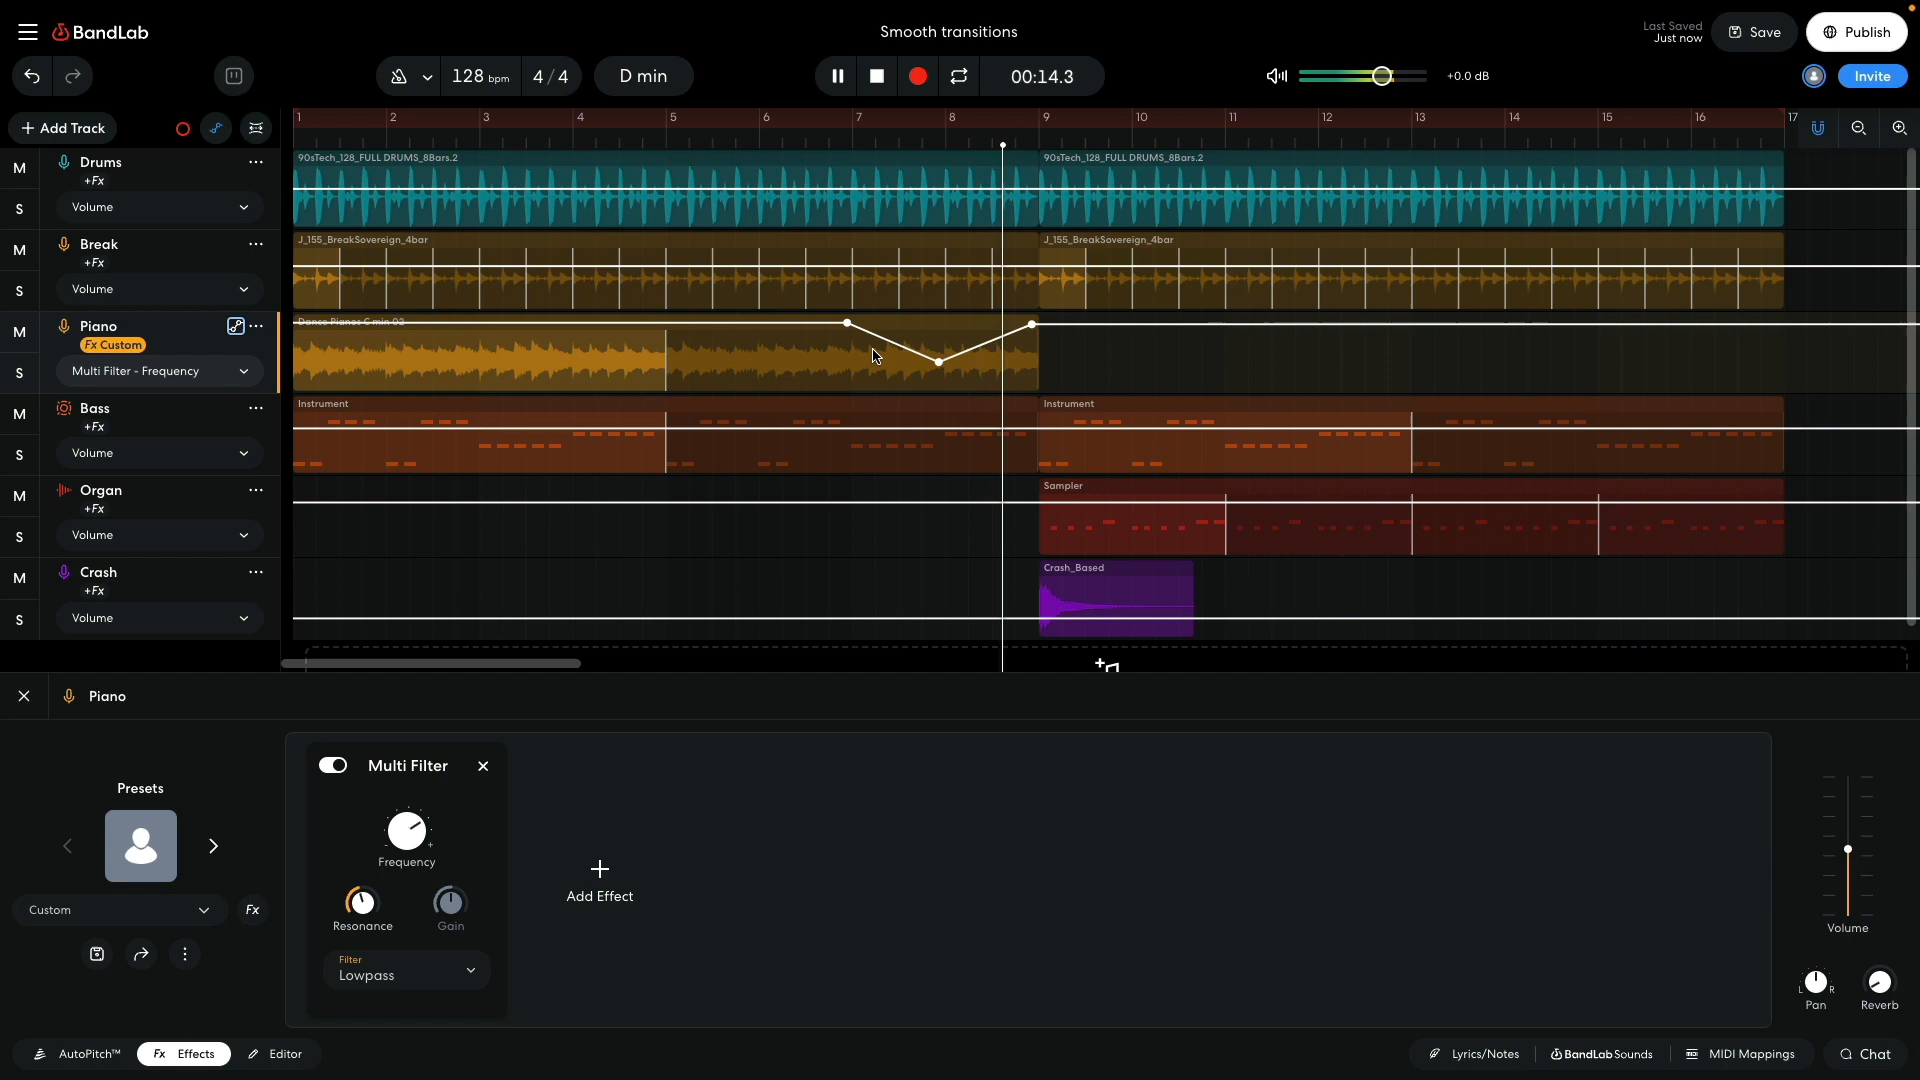 BandLab
Smooth transitions
Last Saved
Just now
Save
Publish
128 bpm
4 / 4
D min
00:14.3
+0.0 dB
Invite
+ Add Track
1 2 3 4 5 6 7 8 9 10 11 12 13 14 15 16 17
M
Drums
+Fx
S
Volume
90sTech_128_FULL DRUMS_8Bars.2
90sTech_128_FULL DRUMS_8Bars.2
M
Break
+Fx
S
Volume
J_155_BreakSovereign_4bar
J_155_BreakSovereign_4bar
M
Piano
Fx Custom
S
Multi Filter - Frequency
Dance Pianos C min 02
M
Bass
+Fx
S
Volume
Instrument
Instrument
M
Organ
+Fx
S
Volume
Sampler
M
Crash
+Fx
S
Volume
Crash_Based
Piano
Presets
Custom
Fx
Multi Filter
- +
Frequency
Resonance
Gain
Filter
Lowpass
Add Effect
Volume
L R
Pan
Reverb
AutoPitch™
Fx Effects
Editor
Lyrics/Notes
BandLab Sounds
MIDI Mappings
Chat